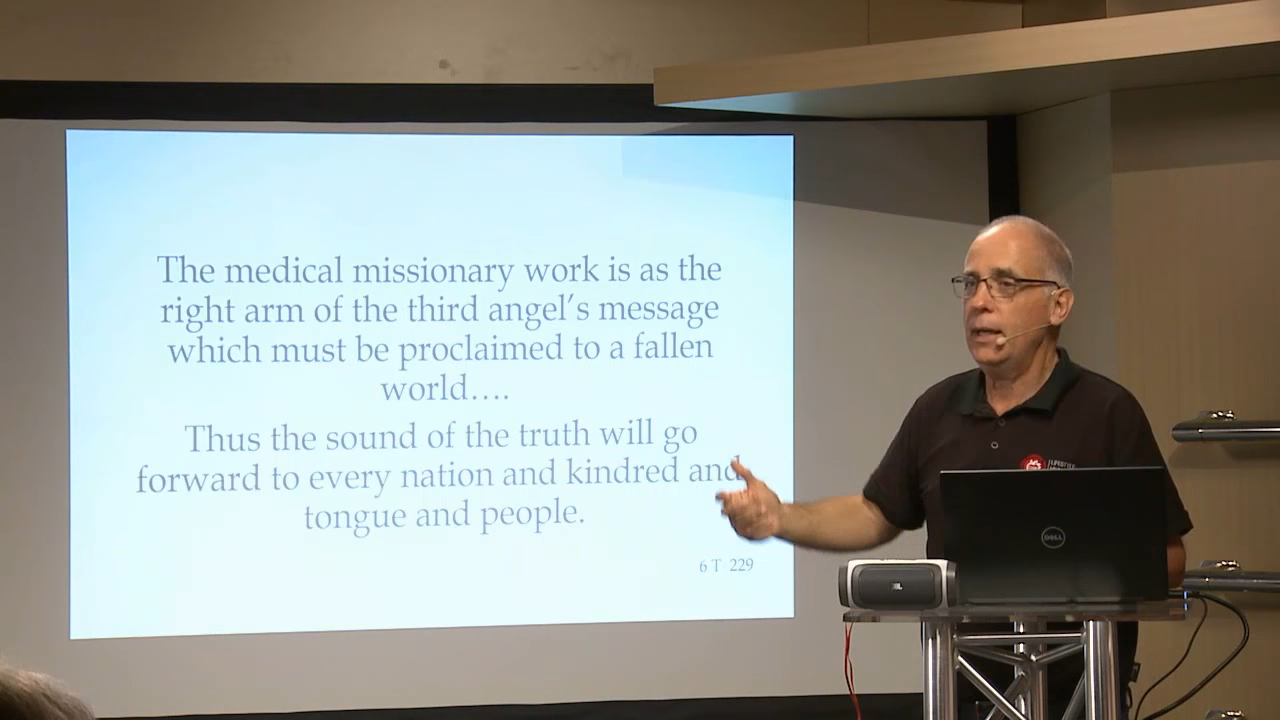 The medical missionary work is as the
right arm of the third angel's message
which must be proclaimed to a fallen
world….
Thus the sound of the truth will go
forward to every nation and kindred and
tongue and people.
6 T 229
DELL
JBL